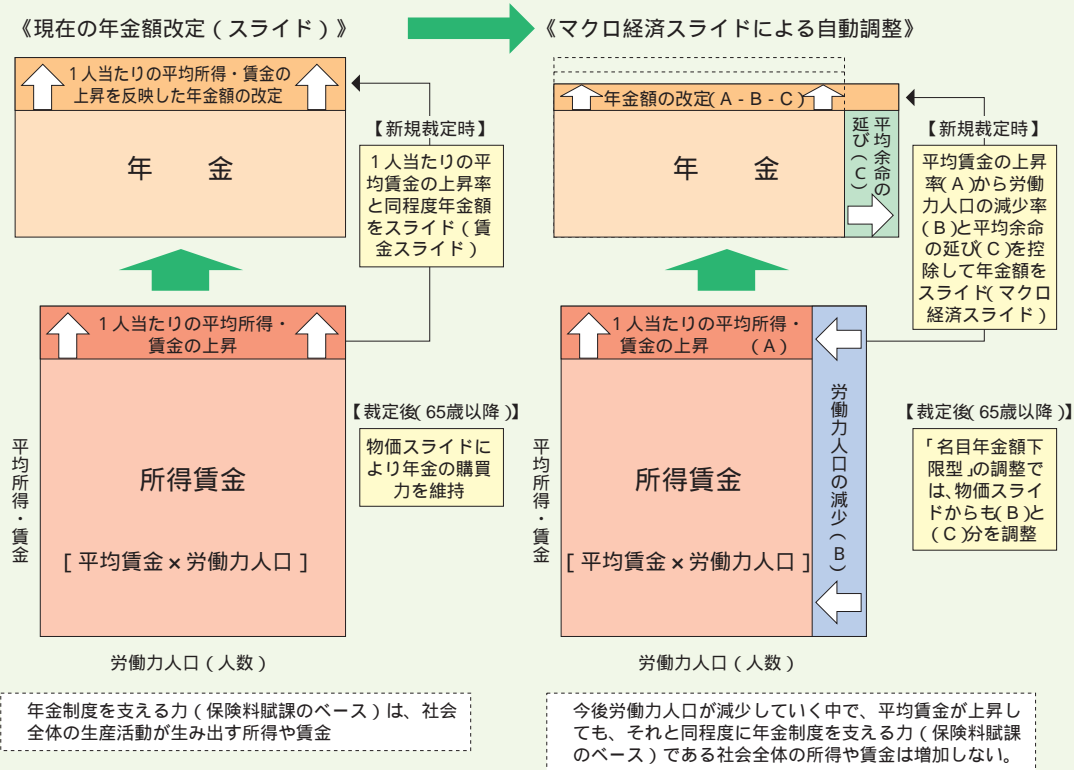 《現在の年金額改定（スライド）》
1人当たりの平均所得・賃金の
上昇を反映した年金額の改定
年　金
【新規裁定時】
1人当たりの平
均賃金の上昇率
と同程度年金額
をスライド（賃
金スライド）
1人当たりの平均所得・
賃金の上昇
平均所得・賃金
所得賃金
[ 平均賃金×労働力人口 ]
【裁定後（65歳以降）】
物価スライドに
より年金の購買
力を維持
労働力人口（人数）
年金制度を支える力（保険料賦課のベース）は、社会
全体の生産活動が生み出す所得や賃金
《マクロ経済スライドによる自動調整》
年金額の改定（A-B-C）
年　金
平均余命の
延び（C）
【新規裁定時】
平均賃金の上昇
率（A）から労働
力人口の減少率
（B）と平均余命
の延び（C）を控
除して年金額を
スライド（マクロ
経済スライド）
1人当たりの平均所得・
賃金の上昇　（A）
平均所得・賃金
所得賃金
[ 平均賃金×労働力人口 ]
労働力人口の減少（B）
【裁定後（65歳以降）】
「名目年金額下
限型」の調整で
は、物価スライ
ドからも（B）と
（C）分を調整
労働力人口（人数）
今後労働力人口が減少していく中で、平均賃金が上昇し
ても、それと同程度に年金制度を支える力（保険料賦課
のベース）である社会全体の所得や賃金は増加しない。